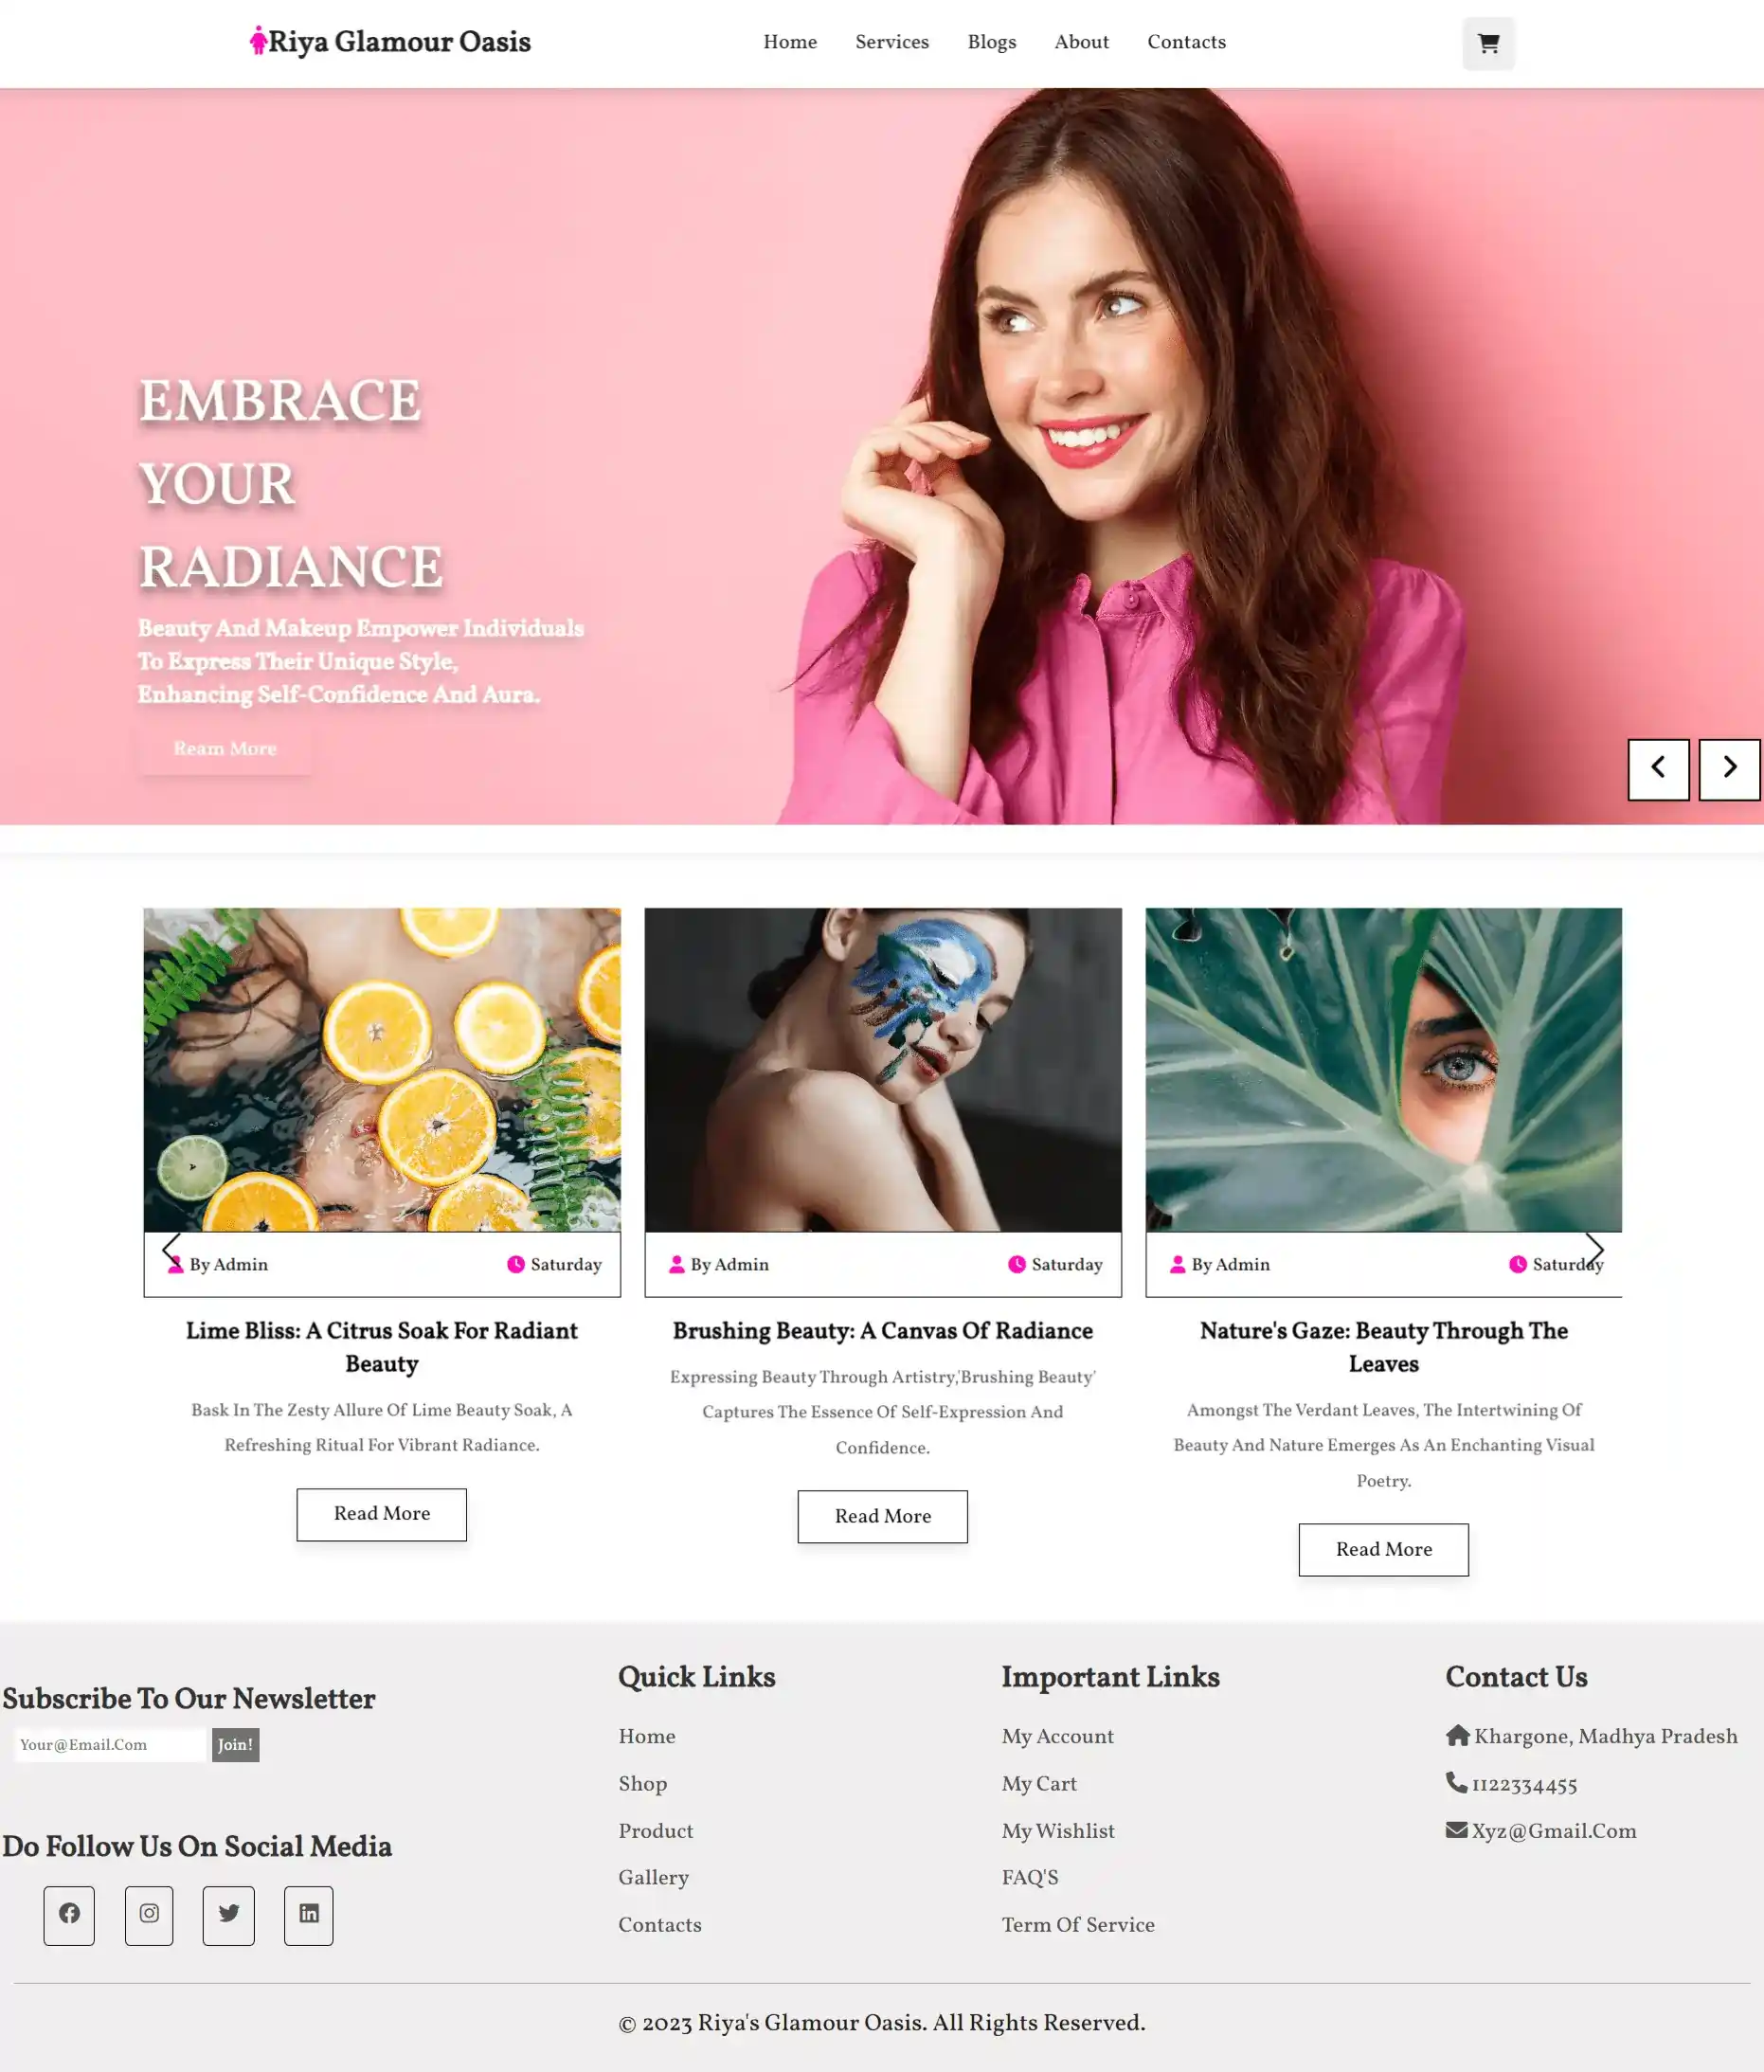 Riya Glamour Oasis
Home Services Blogs About Contacts
EMBRACE
YOUR
RADIANCE
Beauty And Makeup Empower Individuals
To Express Their Unique Style,
Enhancing Self-Confidence And Aura.
Ream More
By Admin Saturday
Lime Bliss: A Citrus Soak For Radiant
Beauty
Bask In The Zesty Allure Of Lime Beauty Soak, A
Refreshing Ritual For Vibrant Radiance.
Read More
By Admin Saturday
Brushing Beauty: A Canvas Of Radiance
Expressing Beauty Through Artistry,'Brushing Beauty'
Captures The Essence Of Self-Expression And
Confidence.
Read More
By Admin Saturday
Nature's Gaze: Beauty Through The
Leaves
Amongst The Verdant Leaves, The Intertwining Of
Beauty And Nature Emerges As An Enchanting Visual
Poetry.
Read More
Subscribe To Our Newsletter
Your@Email.Com Join!
Do Follow Us On Social Media
Quick Links
Home
Shop
Product
Gallery
Contacts
Important Links
My Account
My Cart
My Wishlist
FAQ'S
Term Of Service
Contact Us
Khargone, Madhya Pradesh
1122334455
Xyz@Gmail.Com
© 2023 Riya's Glamour Oasis. All Rights Reserved.